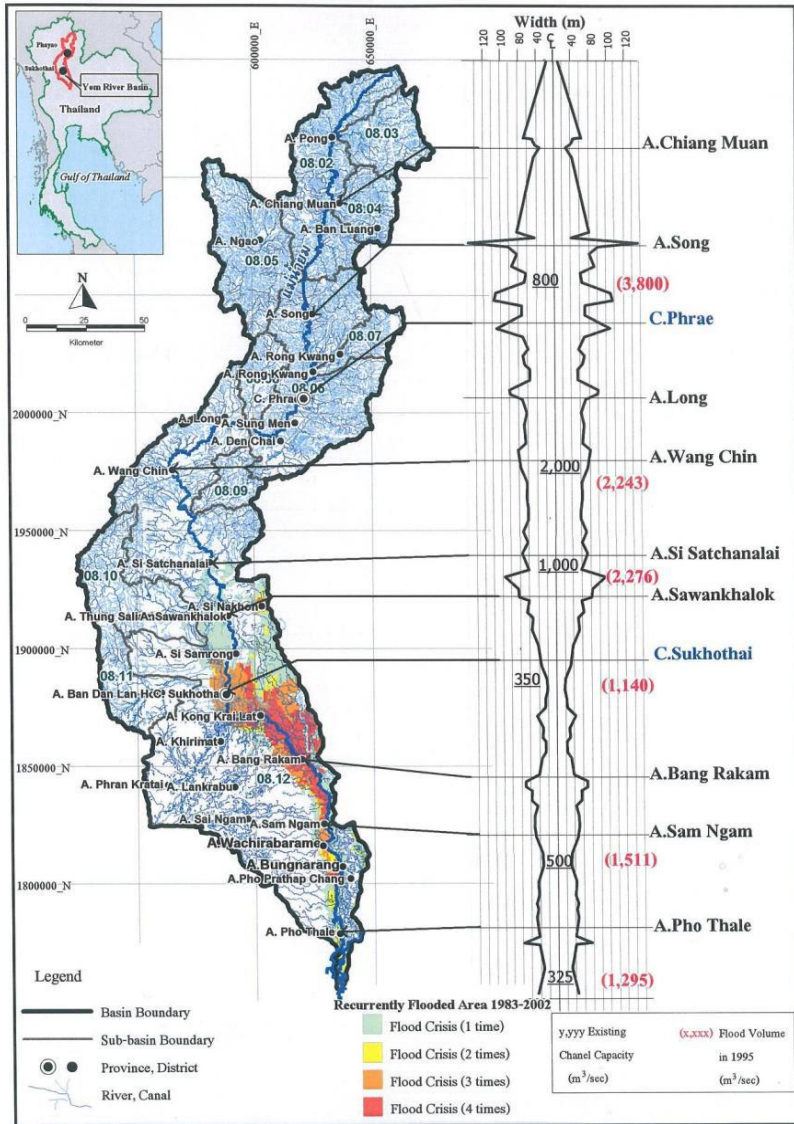 Phayao
Sukhothai
Yom River Basin
Thailand
Gulf of Thailand
N
0 25 50
Kilometer
600000_E
650000_E
2000000_N
1950000_N
1900000_N
1850000_N
1800000_N
Width (m)
120 80 40 ℄ 40 80 120
A. Pong
08.03
08.02
A. Chiang Muan
08.04
A. Ban Luang
A. Ngao
08.05
แม่น้ำยม
A. Song
08.07
A. Rong Kwang
A. Rong Kwang
08.06
C. Phrae
A. Long
A. Sung Men
A. Den Chai
A. Wang Chin
08.09
A. Si Satchanalai
08.10
A. Si Nakhon
A. Thung Sali
A. Sawankhalok
A. Si Samrong
08.11
A. Ban Dan Lan Ho
C. Sukhotha
A. Kong Krai Lat
A. Khirimat
A. Bang Rakam
08.12
A. Phran Kratai
A. Lankrabu
A. Sai Ngam
A.Sam Ngam
A.Wachirabarame
A.Bungnarang
A.Pho Prathap Chang
A. Pho Thale
A.Chiang Muan
A.Song
800 (3,800)
C.Phrae
A.Long
A.Wang Chin
2,000 (2,243)
A.Si Satchanalai
1,000 (2,276)
A.Sawankhalok
C.Sukhothai
350 (1,140)
A.Bang Rakam
A.Sam Ngam
500 (1,511)
A.Pho Thale
325 (1,295)
Legend
Basin Boundary
Sub-basin Boundary
Province, District
River, Canal
Recurrently Flooded Area 1983-2002
Flood Crisis (1 time)
Flood Crisis (2 times)
Flood Crisis (3 times)
Flood Crisis (4 times)
y,yyy Existing
Chanel Capacity
(m³/sec)
(x,xxx) Flood Volume
in 1995
(m³/sec)